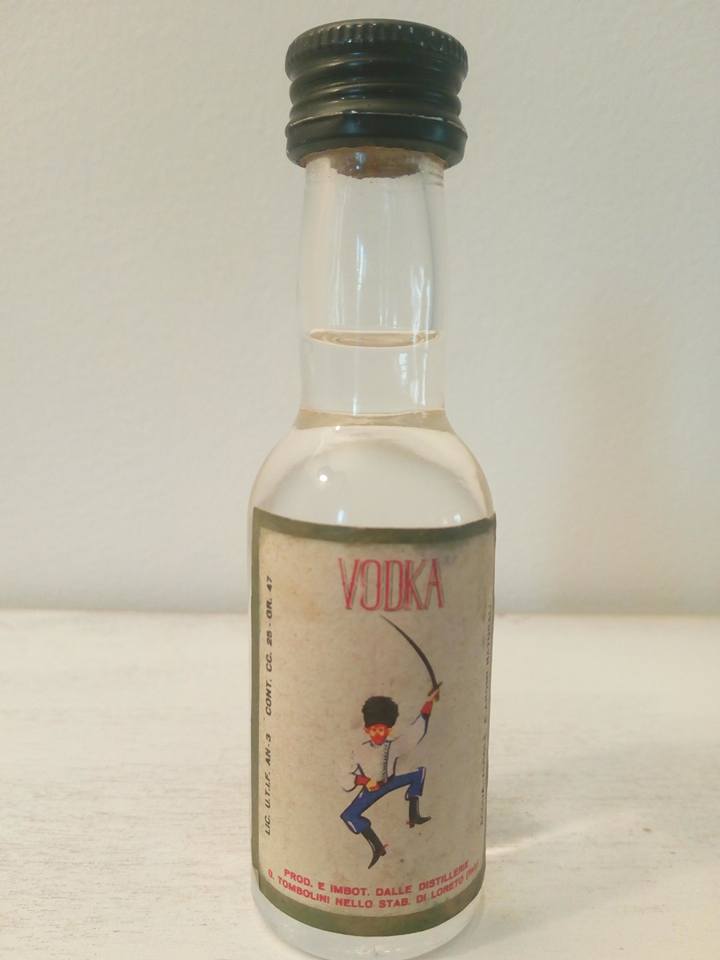 VODKA
LIC. U.T.I.F. AN-3 CONT. CC. 25 - GR. 47
PROD. E IMBOT. DALLE DISTILLERIE
G. TOMBOLINI NELLO STAB. DI LORETO